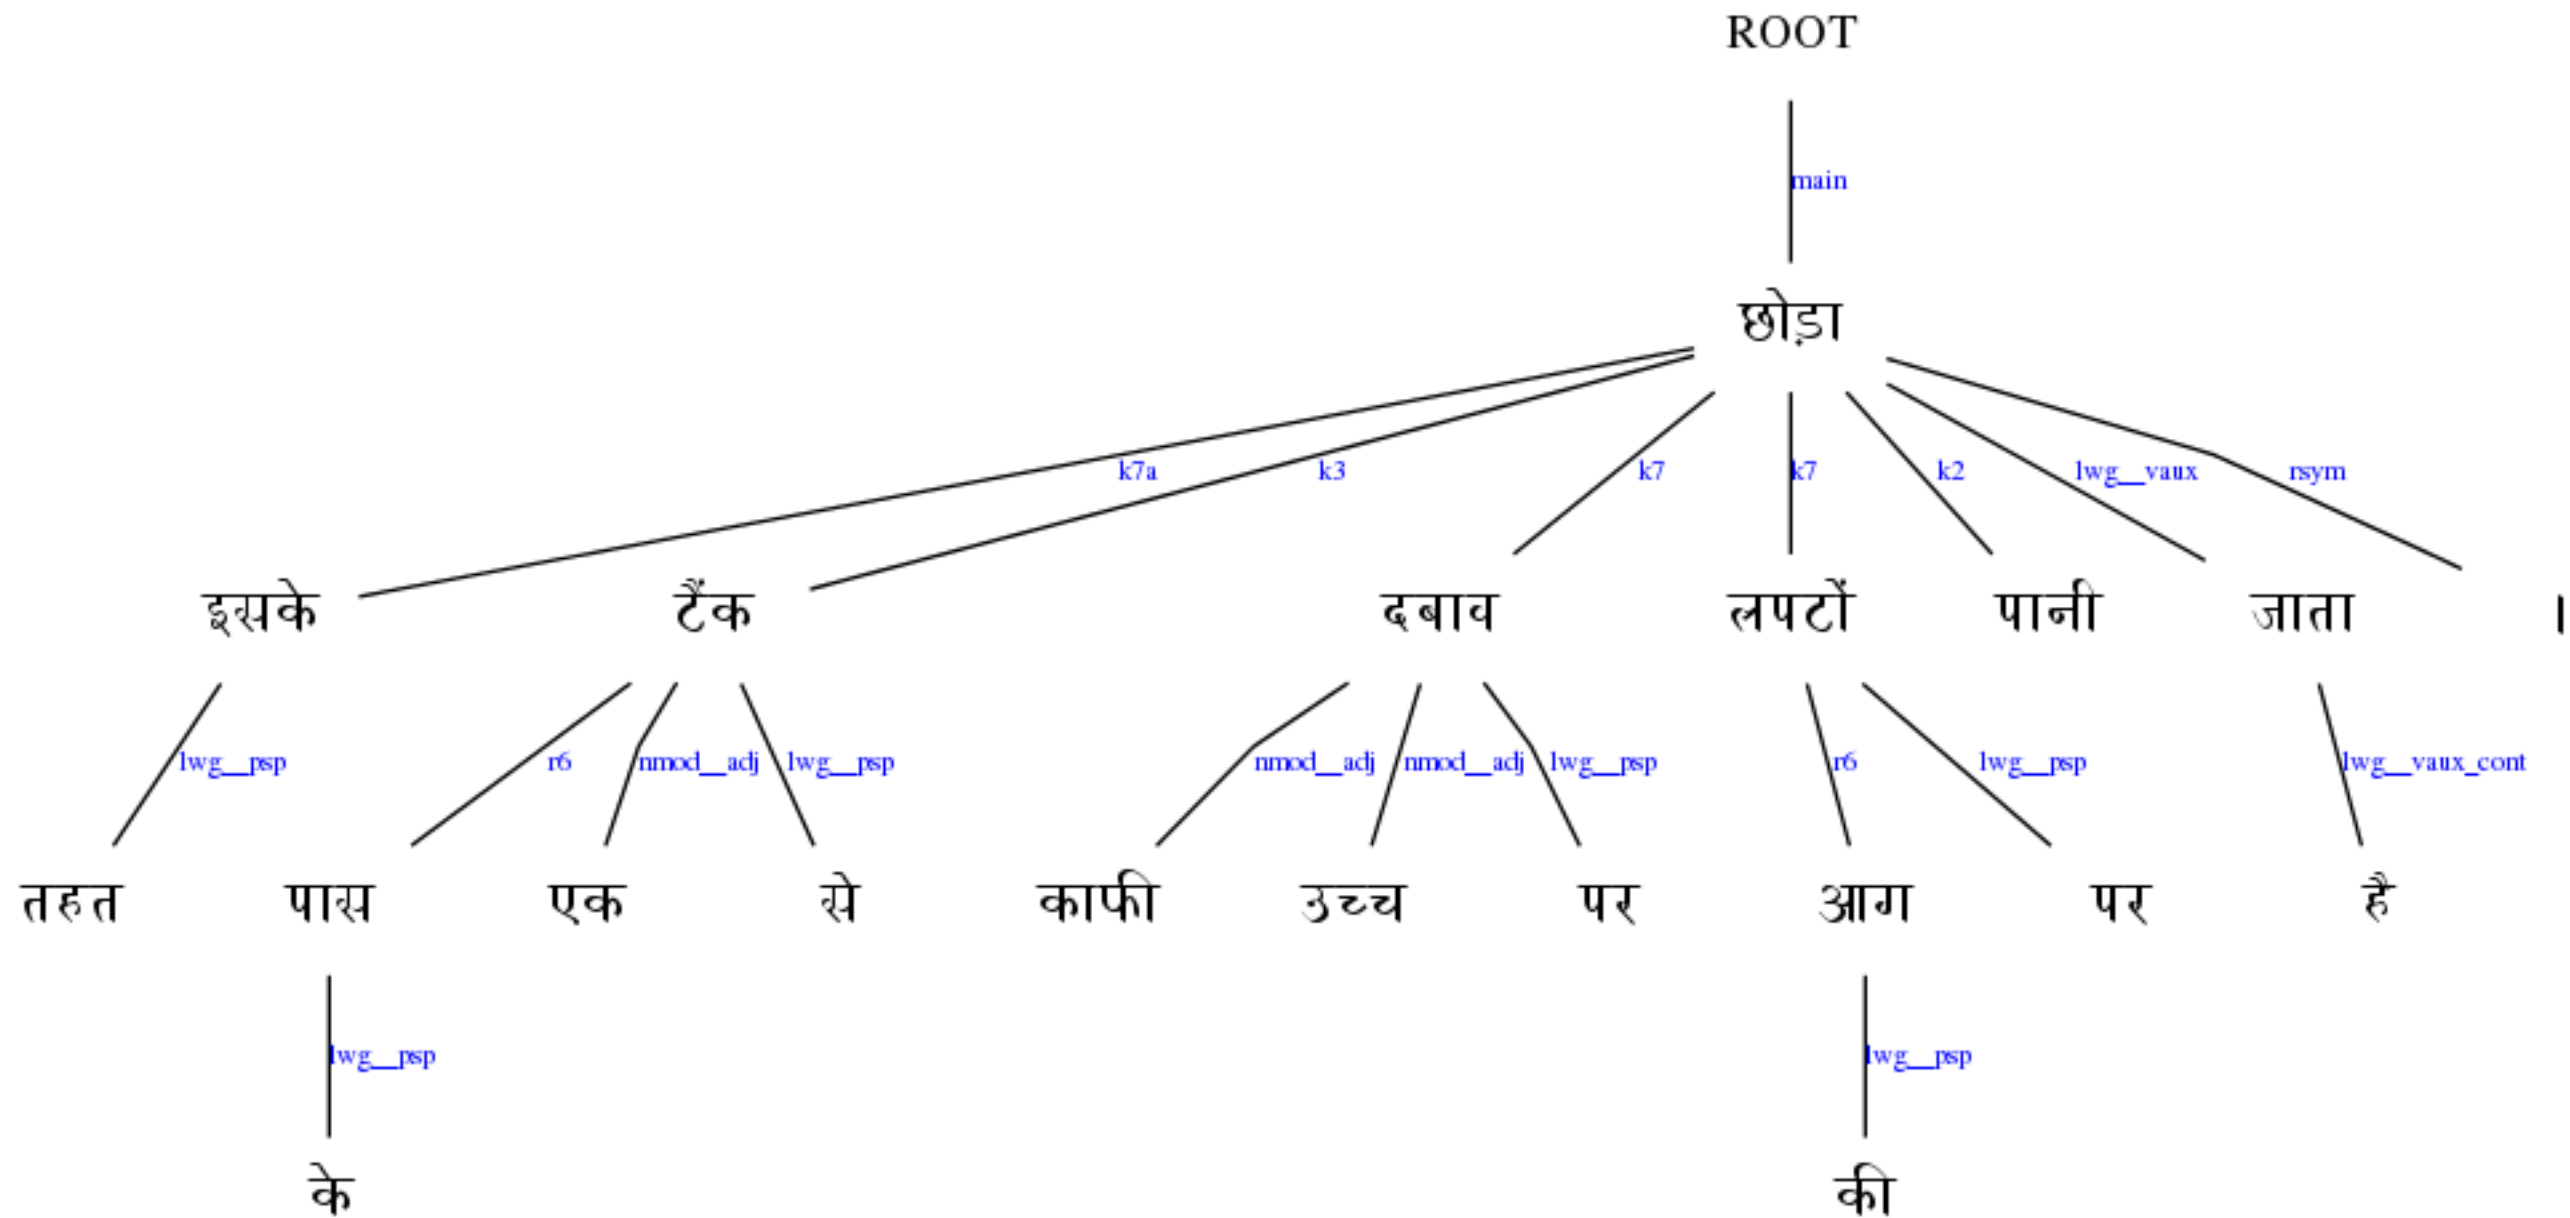 ROOT
main
छोड़ा
k7a k3 k7 k7 k2 lwg__vaux rsym
इसके टैंक दबाव लपटों पानी जाता ।
lwg__psp r6 nmod__adj lwg__psp nmod__adj nmod__adj lwg__psp r6 lwg__psp lwg__vaux_cont
तहत पास एक से काफी उच्च पर आग पर है
lwg__psp lwg__psp
के की